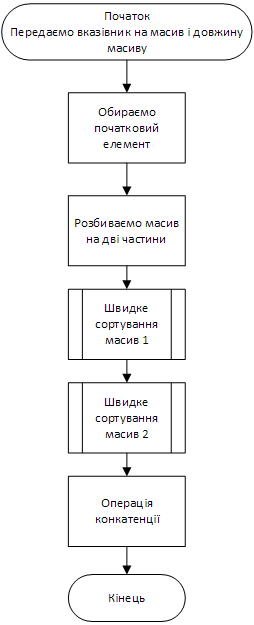 Початок
Передаємо вказівник на масив і довжину
масиву
Обираємо
початковий
елемент
Розбиваємо масив
на дві частини
Швидке
сортування
масив 1
Швидке
сортування
масив 2
Операція
конкатенції
Кінець